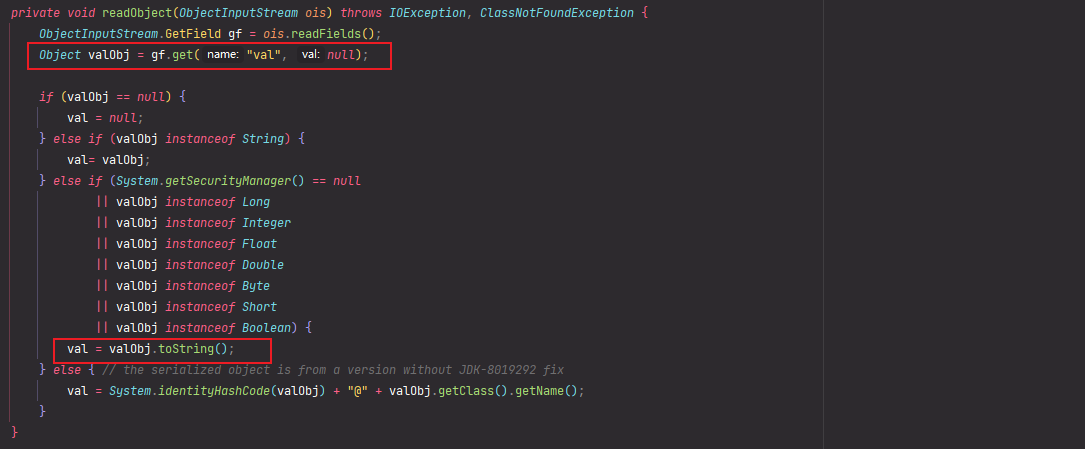 private void readObject(ObjectInputStream ois) throws IOException, ClassNotFoundException {
    ObjectInputStream.GetField gf = ois.readFields();
    Object valObj = gf.get( name: "val", val: null);

    if (valObj == null) {
        val = null;
    } else if (valObj instanceof String) {
        val= valObj;
    } else if (System.getSecurityManager() == null
            || valObj instanceof Long
            || valObj instanceof Integer
            || valObj instanceof Float
            || valObj instanceof Double
            || valObj instanceof Byte
            || valObj instanceof Short
            || valObj instanceof Boolean) {
        val = valObj.toString();
    } else { // the serialized object is from a version without JDK-8019292 fix
        val = System.identityHashCode(valObj) + "@" + valObj.getClass().getName();
    }
}